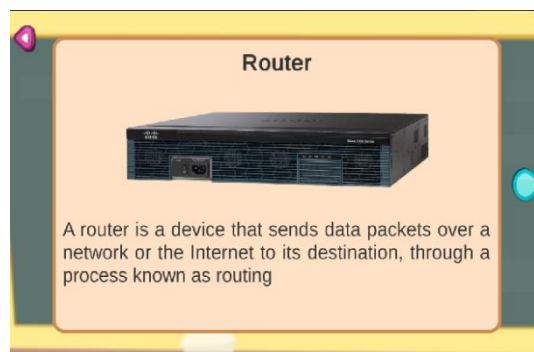 Router
A router is a device that sends data packets over a
network or the Internet to its destination, through a
process known as routing